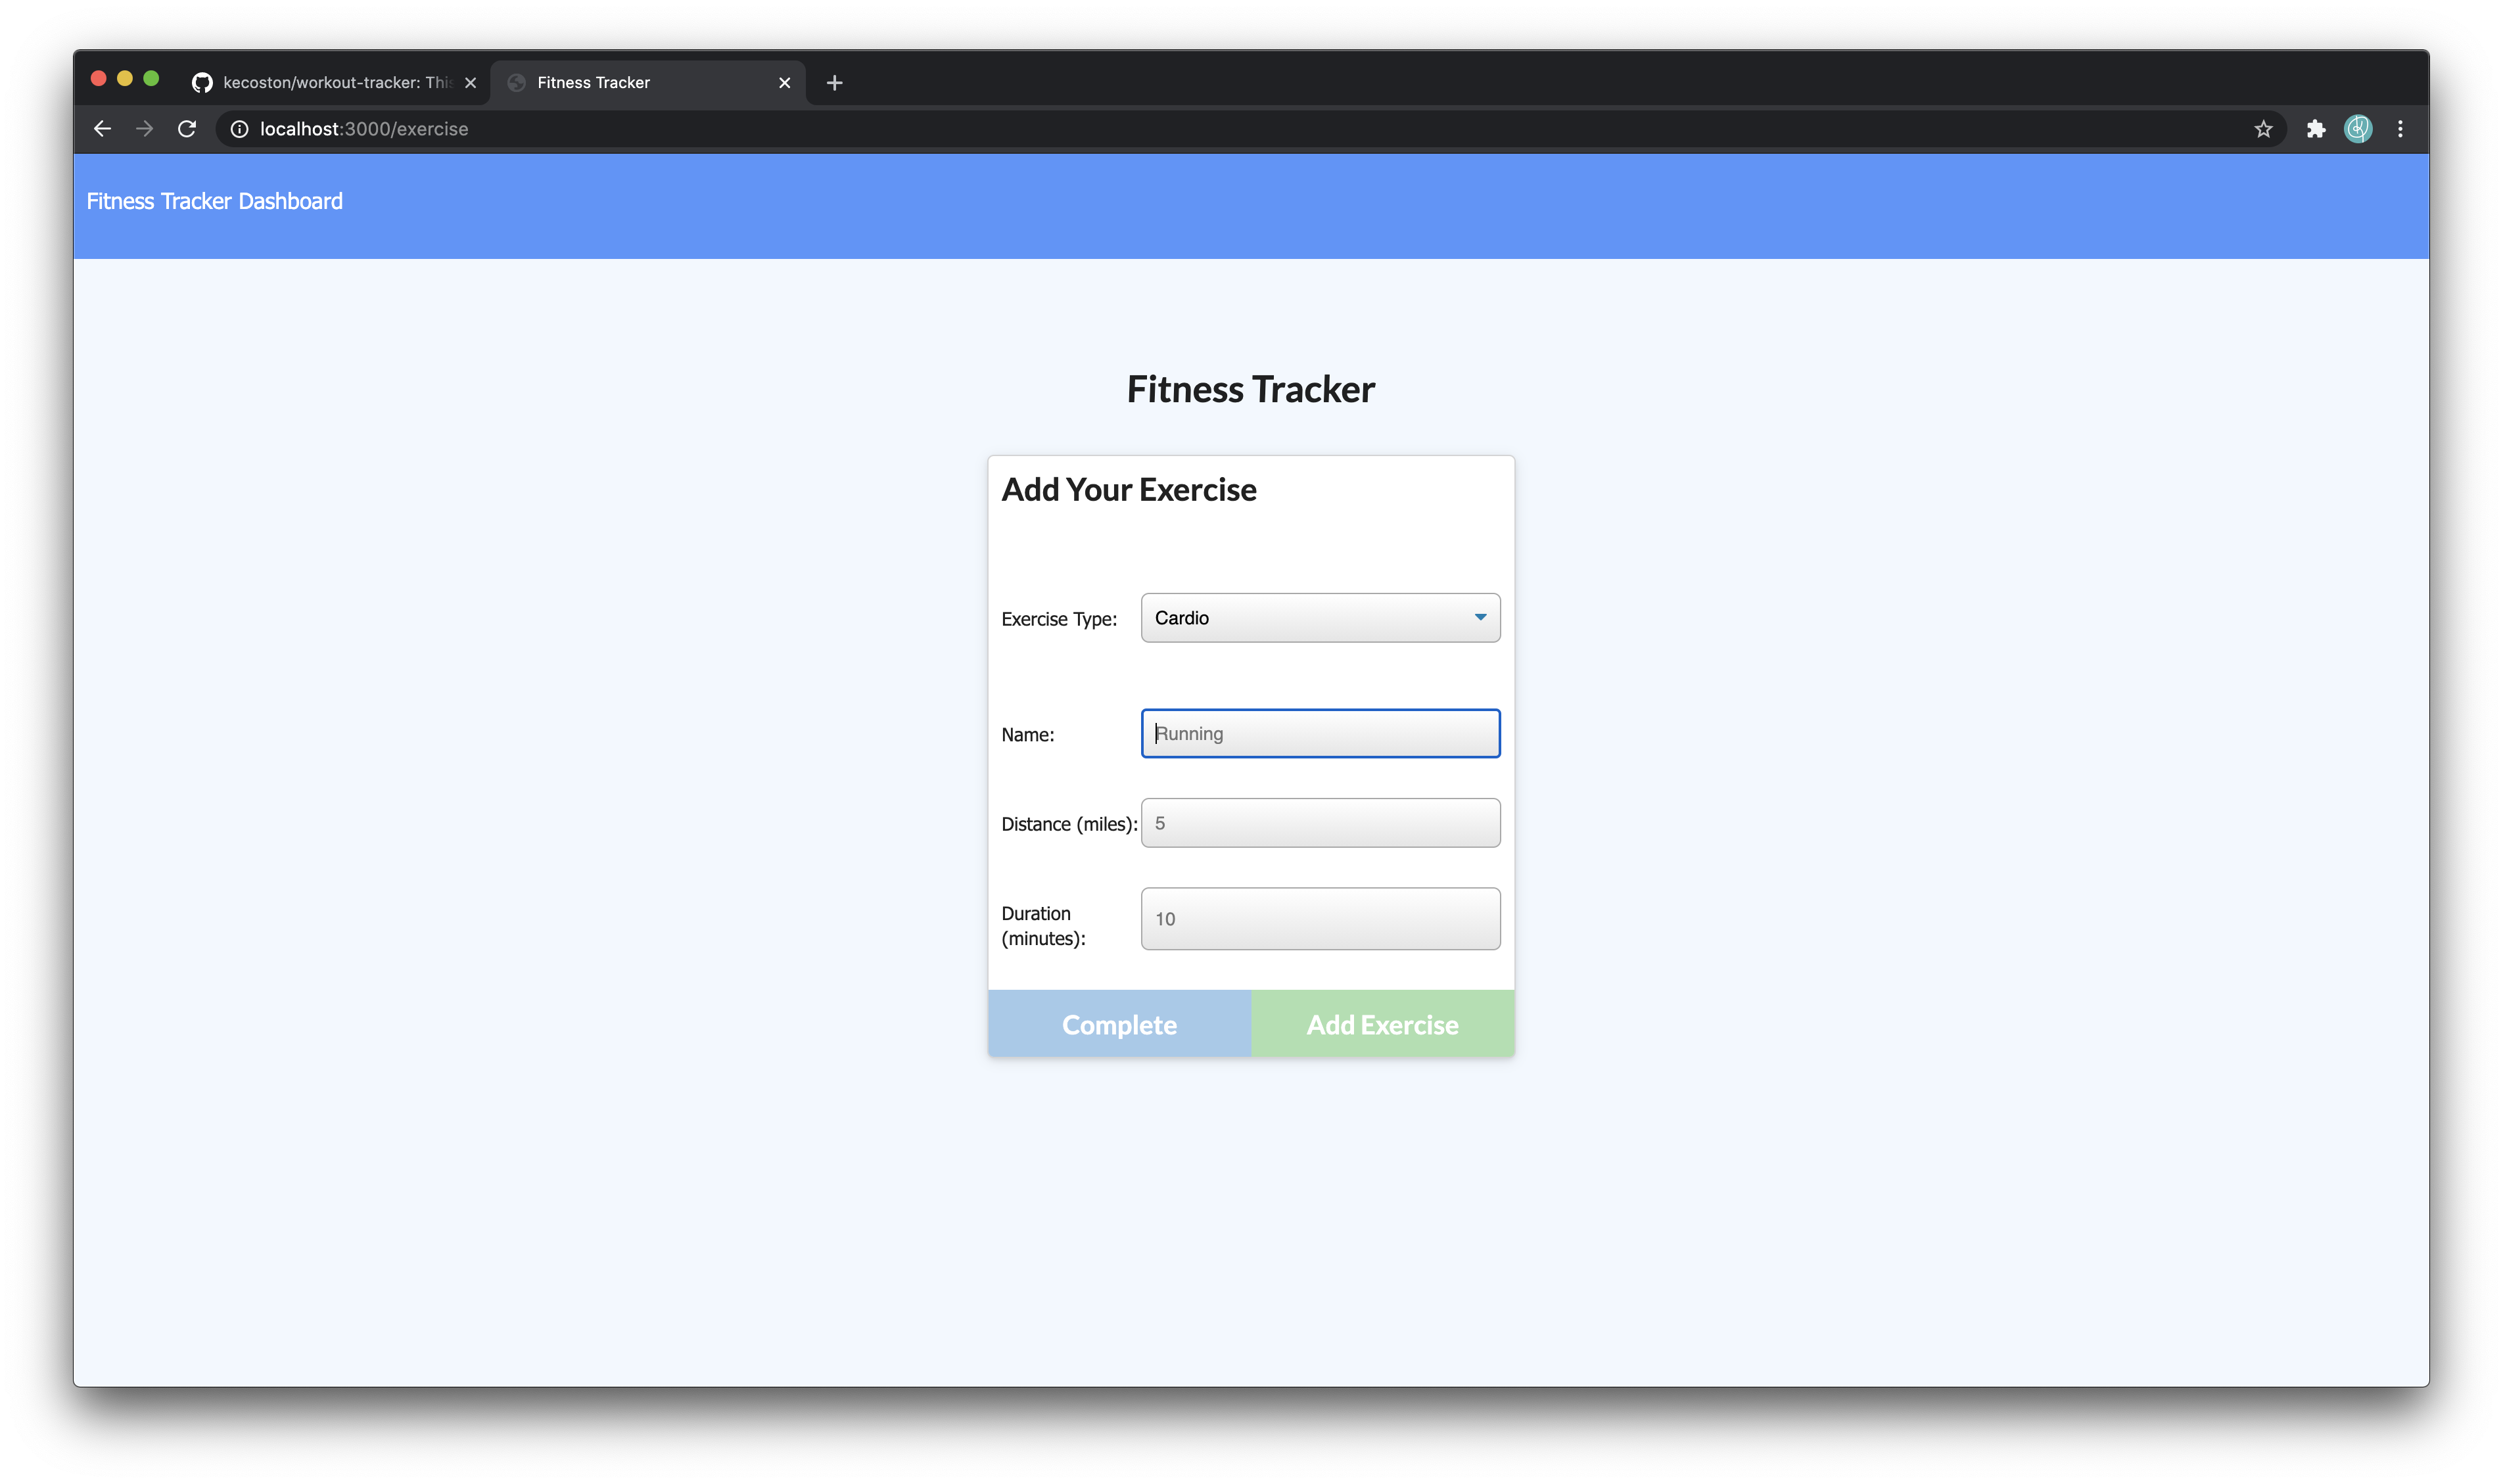 kecoston/workout-tracker: This
Fitness Tracker
localhost:3000/exercise
Fitness Tracker Dashboard
Fitness Tracker
Add Your Exercise
Exercise Type: Cardio
Name: Running
Distance (miles): 5
Duration
(minutes): 10
Complete Add Exercise